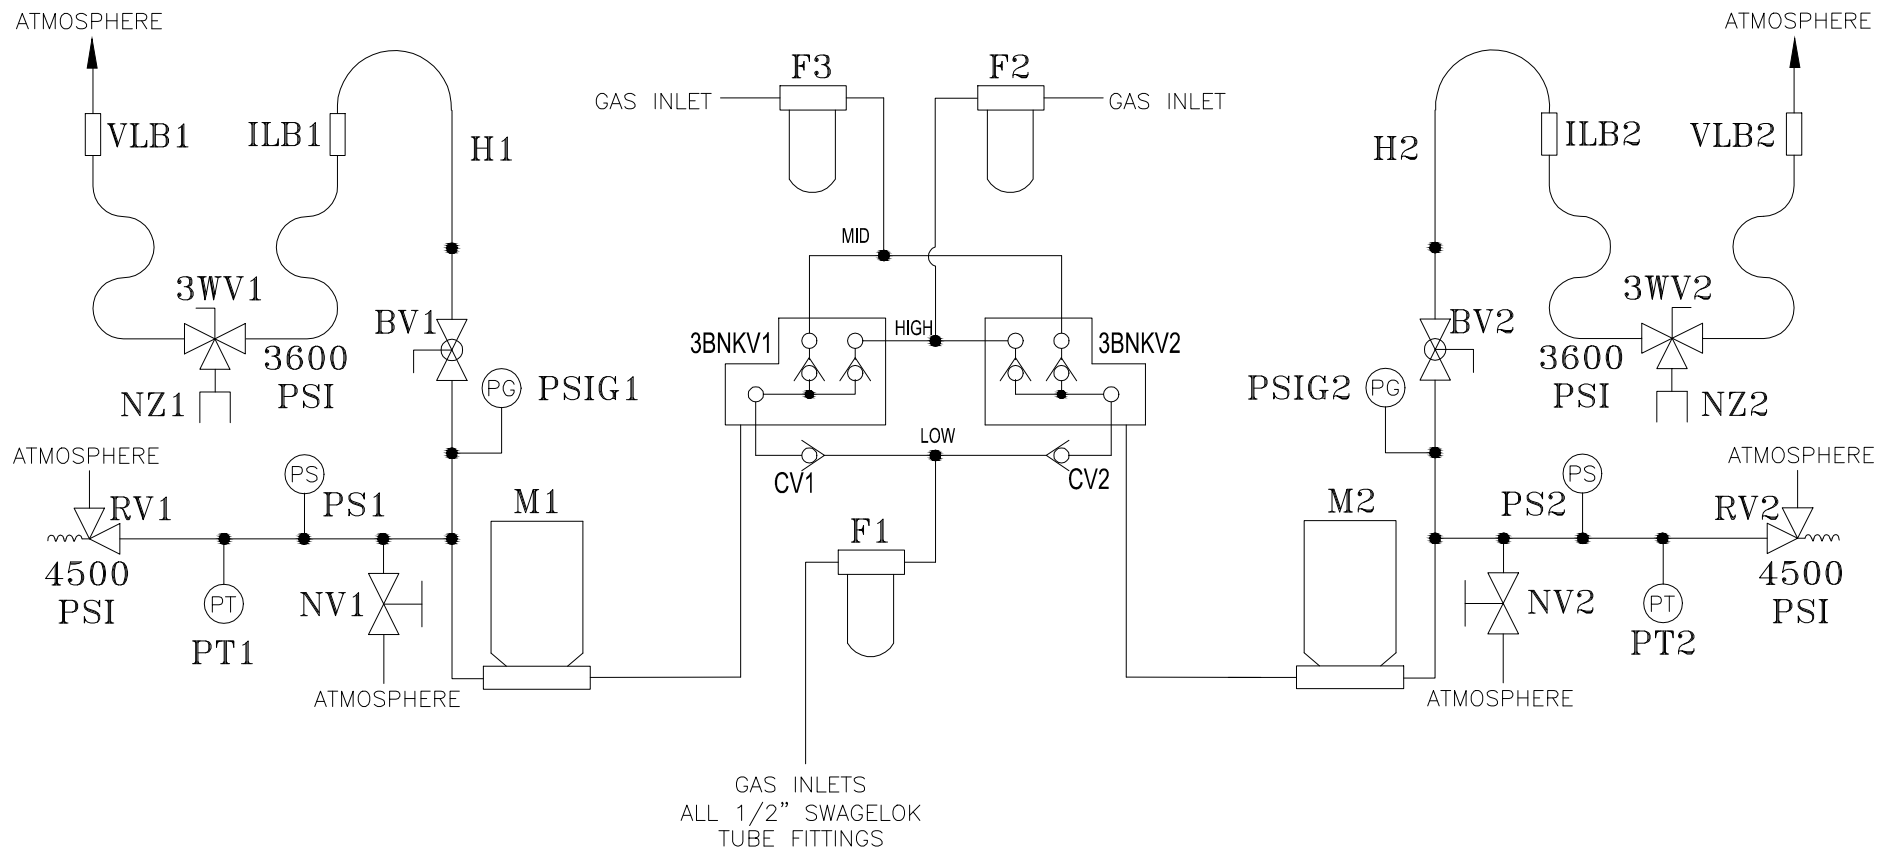 ATMOSPHERE
ATMOSPHERE
F3
F2
GAS INLET
GAS INLET
VLB1
ILB1
H1
H2
ILB2
VLB2
MID
3WV1
3WV2
BV1
HIGH
BV2
3BNKV1
3BNKV2
3600
PSI
3600
PSI
PG
PSIG1
PSIG2
PG
NZ1
NZ2
LOW
ATMOSPHERE
ATMOSPHERE
PS
PS
CV1
CV2
RV1
PS1
M1
M2
PS2
RV2
F1
4500
PSI
4500
PSI
PT
NV1
NV2
PT
PT1
PT2
ATMOSPHERE
ATMOSPHERE
GAS INLETS
ALL 1/2” SWAGELOK
TUBE FITTINGS